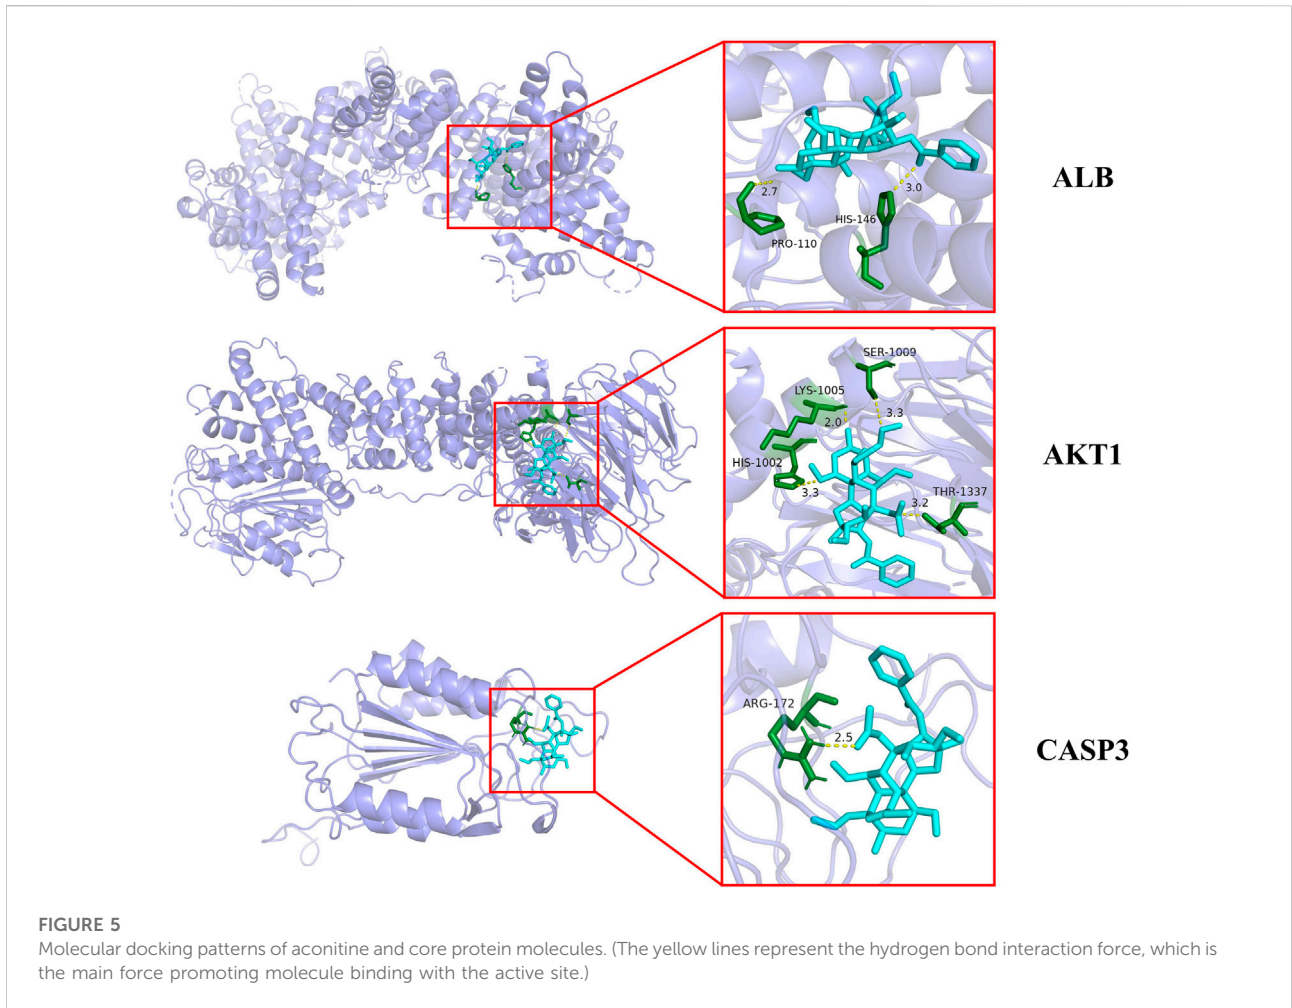 2.7
3.0
HIS-146
PRO-110
ALB
SER-1009
LYS-1005
2.0
3.3
HIS-1002
3.3
THR-1337
3.2
AKT1
ARG-172
2.5
CASP3
FIGURE 5
Molecular docking patterns of aconitine and core protein molecules. (The yellow lines represent the hydrogen bond interaction force, which is
the main force promoting molecule binding with the active site.)